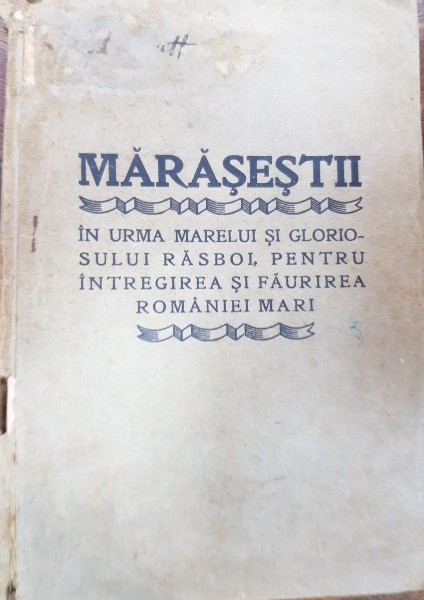 MĂRĂȘEȘTII
ÎN URMA MARELUI ȘI GLORIO-
SULUI RĂSBOI, PENTRU
ÎNTREGIREA ȘI FĂURIREA
ROMÂNIEI MARI